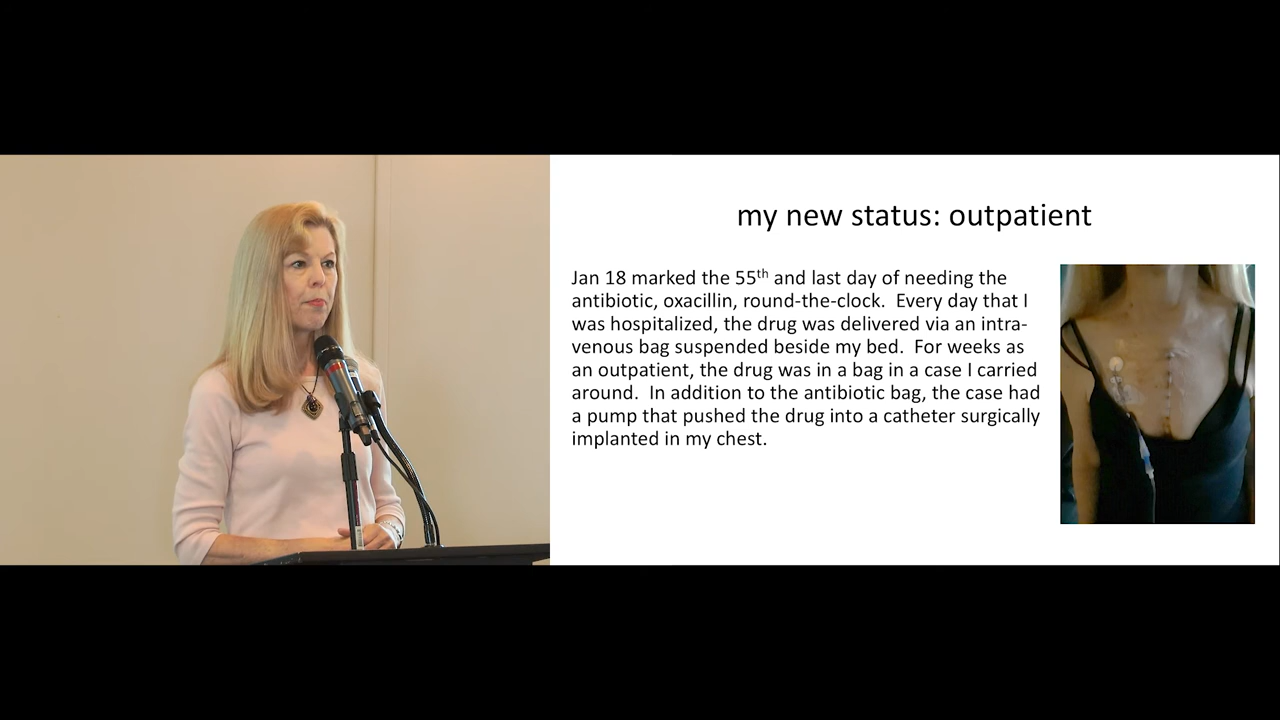 my new status: outpatient
Jan 18 marked the 55th and last day of needing the
antibiotic, oxacillin, round-the-clock.  Every day that I
was hospitalized, the drug was delivered via an intra-
venous bag suspended beside my bed.  For weeks as
an outpatient, the drug was in a bag in a case I carried
around.  In addition to the antibiotic bag, the case had
a pump that pushed the drug into a catheter surgically
implanted in my chest.